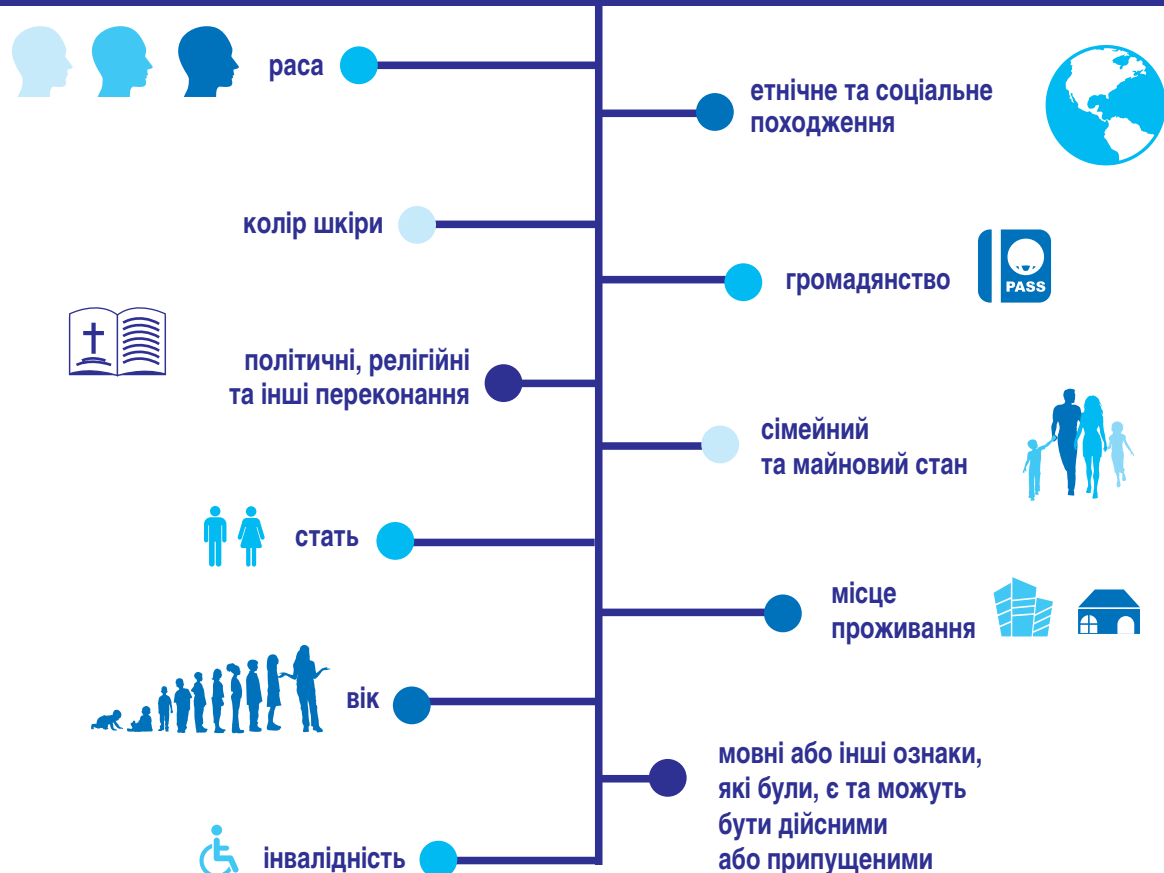 раса
етнічне та соціальне
походження
колір шкіри
громадянство
PASS
політичні, релігійні
та інші переконання
сімейний
та майновий стан
стать
місце
проживання
вік
мовні або інші ознаки,
які були, є та можуть
бути дійсними
або припущеними
інвалідність